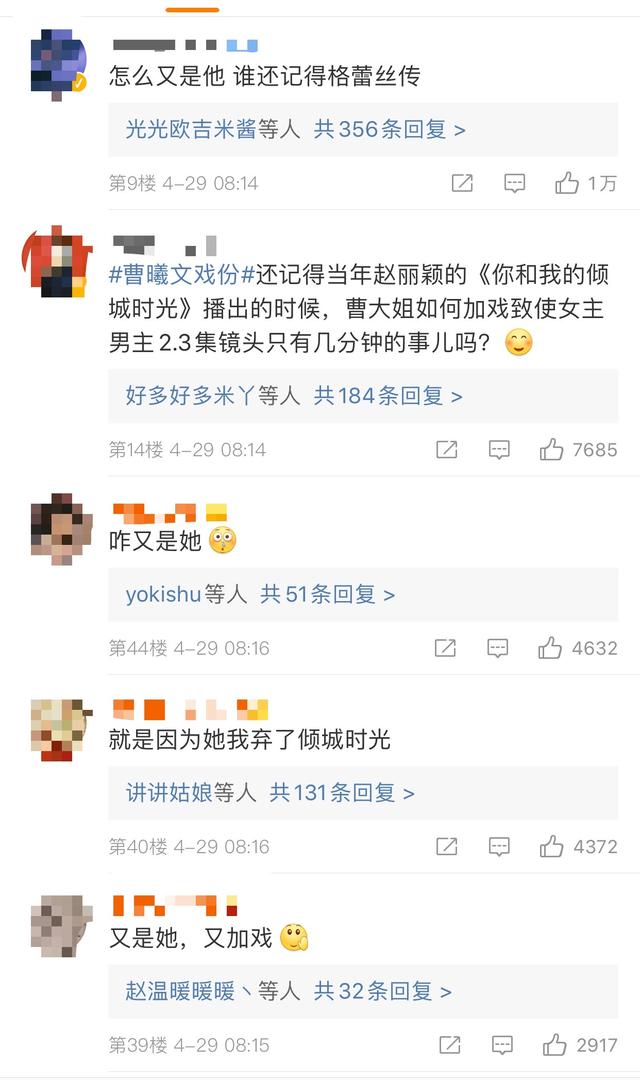 怎么又是他 谁还记得格蕾丝传
光光欧吉米酱等人 共356条回复 >
第9楼 4-29 08:14
1万
#曹曦文戏份#还记得当年赵丽颖的《你和我的倾
城时光》播出的时候，曹大姐如何加戏致使女主
男主2.3集镜头只有几分钟的事儿吗？
好多好多米丫等人 共184条回复 >
第14楼 4-29 08:14
7685
咋又是她
yokishu等人 共51条回复 >
第44楼 4-29 08:16
4632
就是因为她我弃了倾城时光
讲讲姑娘等人 共131条回复 >
第40楼 4-29 08:16
4372
又是她，又加戏
赵温暖暖暖丶等人 共32条回复 >
第39楼 4-29 08:15
2917